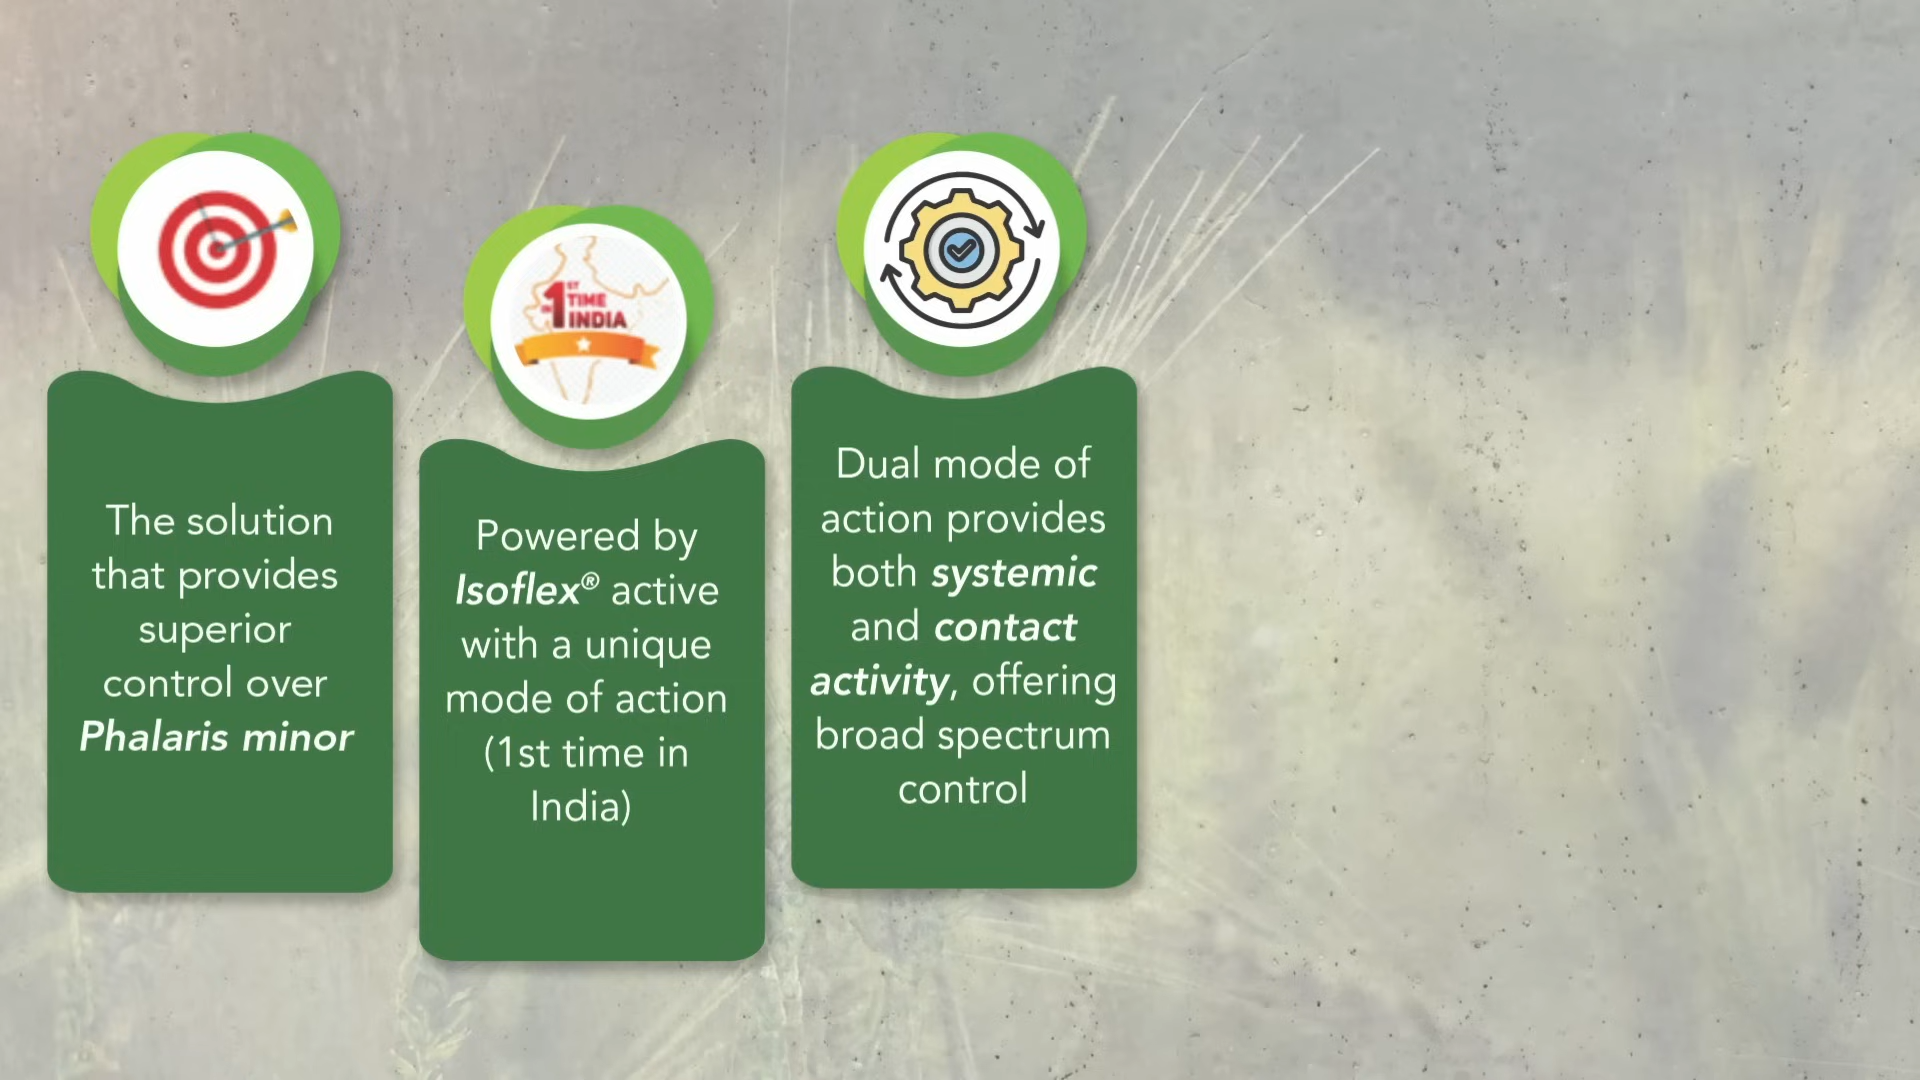 The solution
that provides
superior
control over
Phalaris minor
1ST
TIME
IN
INDIA
Powered by
Isoflex® active
with a unique
mode of action
(1st time in
India)
Dual mode of
action provides
both systemic
and contact
activity, offering
broad spectrum
control